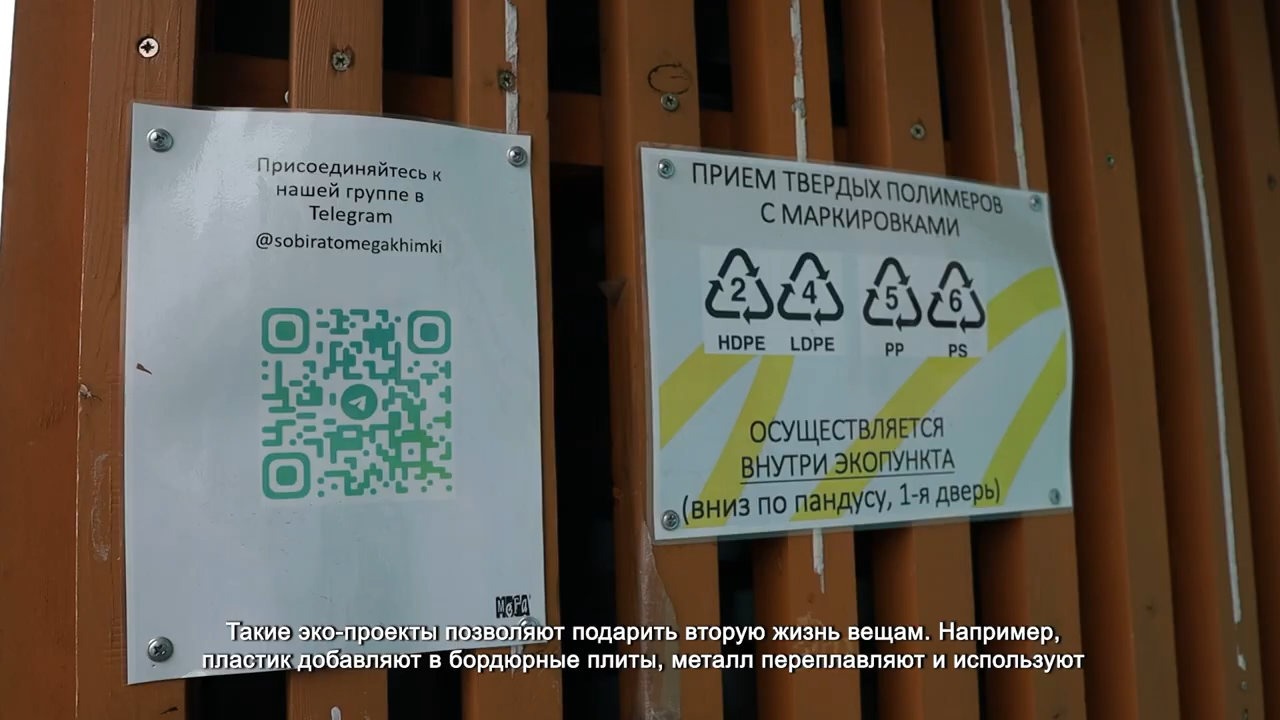 Присоединяйтесь к
нашей группе в
Telegram
@sobiratomegakhimki
мега
ПРИЕМ ТВЕРДЫХ ПОЛИМЕРОВ
С МАРКИРОВКАМИ
2 4 5 6
HDPE LDPE PP PS
ОСУЩЕСТВЛЯЕТСЯ
ВНУТРИ ЭКОПУНКТА
(вниз по пандусу, 1-я дверь)
Такие эко-проекты позволяют подарить вторую жизнь вещам. Например,
пластик добавляют в бордюрные плиты, металл переплавляют и используют